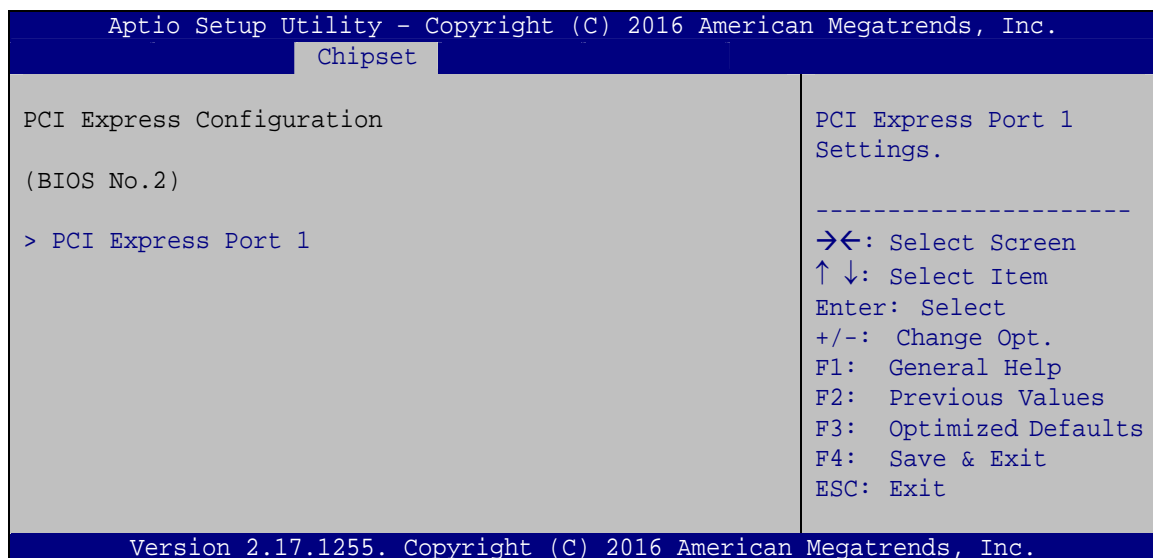 Aptio Setup Utility – Copyright (C) 2016 American Megatrends, Inc.
Chipset
PCI Express Configuration
(BIOS No.2)
> PCI Express Port 1
PCI Express Port 1
Settings.
----------------------
→←: Select Screen
↑ ↓: Select Item
Enter: Select
+/-: Change Opt.
F1: General Help
F2: Previous Values
F3: Optimized Defaults
F4: Save & Exit
ESC: Exit
Version 2.17.1255. Copyright (C) 2016 American Megatrends, Inc.